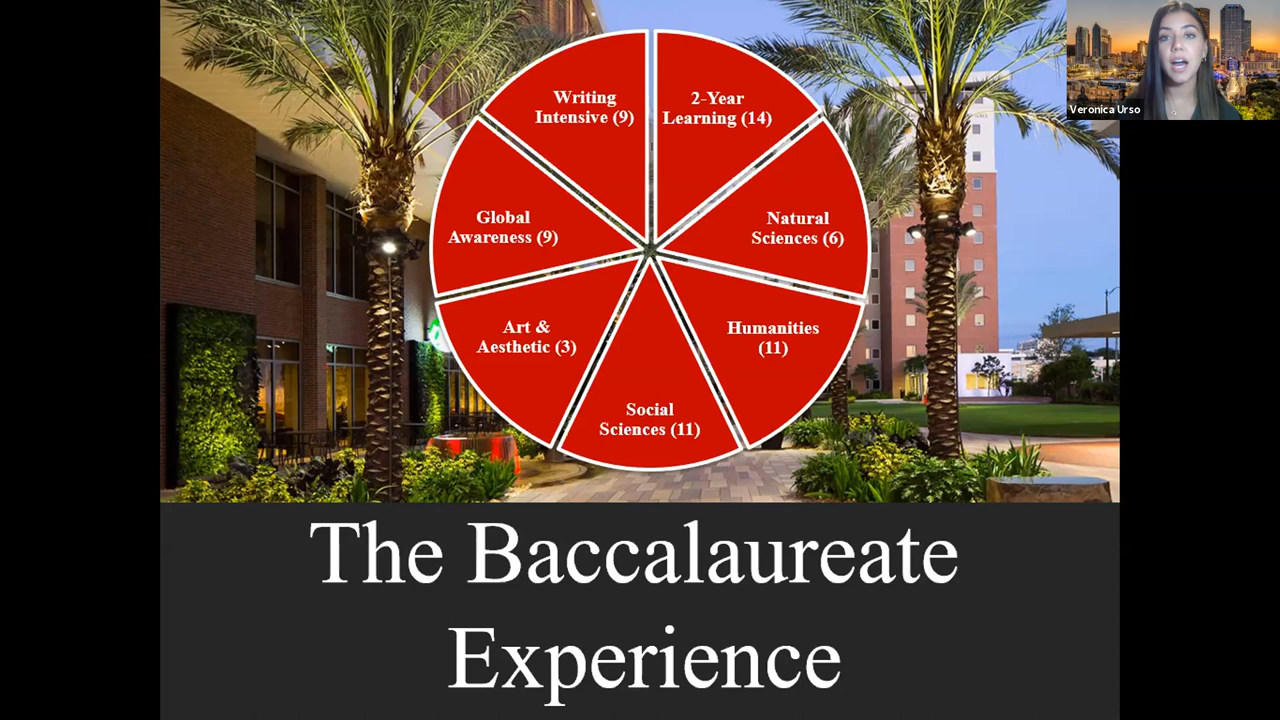 Writing
Intensive (9)
2-Year
Learning (14)
Global
Awareness (9)
Natural
Sciences (6)
Art &
Aesthetic (3)
Humanities
(11)
Social
Sciences (11)
Veronica Urso
The Baccalaureate
Experience